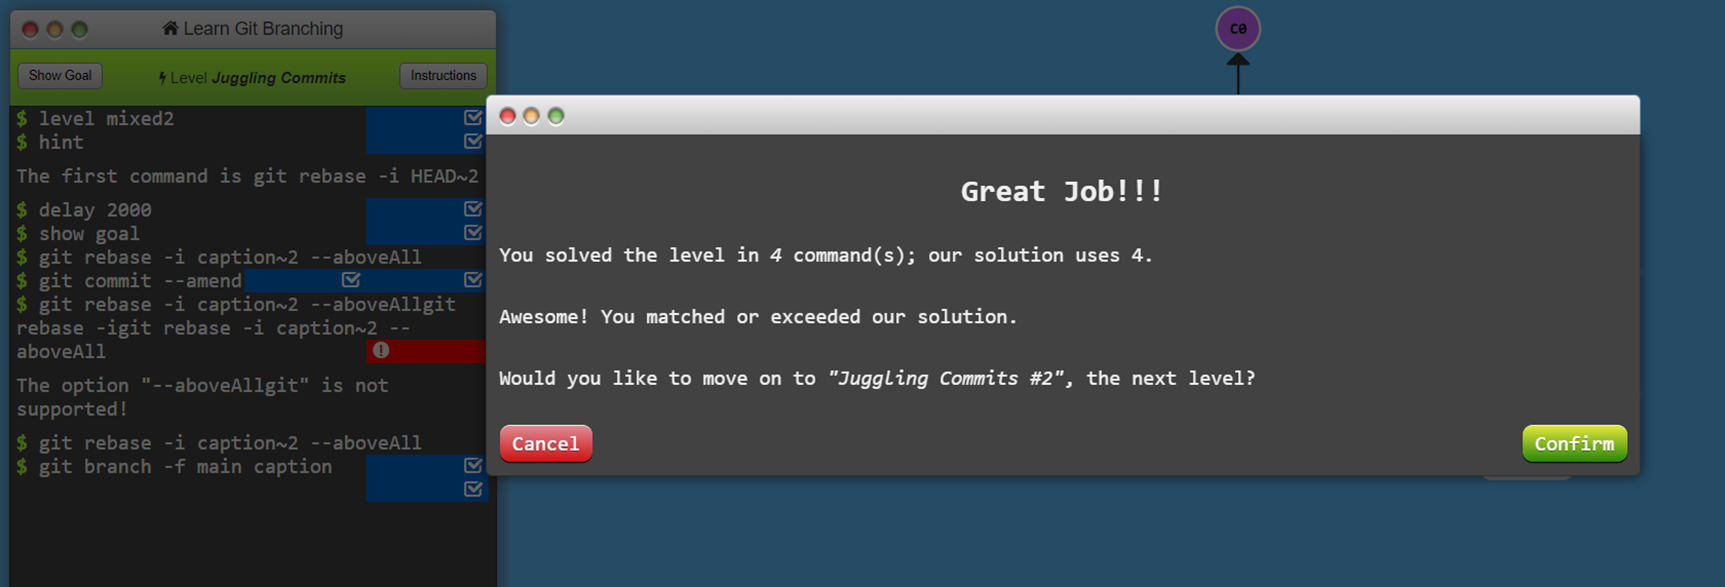 Learn Git Branching
Show Goal
Level Juggling Commits
Instructions
$ level mixed2
$ hint
The first command is git rebase -i HEAD~2
$ delay 2000
$ show goal
$ git rebase -i caption~2 --aboveAll
$ git commit --amend
$ git rebase -i caption~2 --aboveAllgit
rebase -igit rebase -i caption~2 --
aboveAll
The option "--aboveAllgit" is not
supported!
$ git rebase -i caption~2 --aboveAll
$ git branch -f main caption
C0
Great Job!!!
You solved the level in 4 command(s); our solution uses 4.
Awesome! You matched or exceeded our solution.
Would you like to move on to "Juggling Commits #2", the next level?
Cancel
Confirm